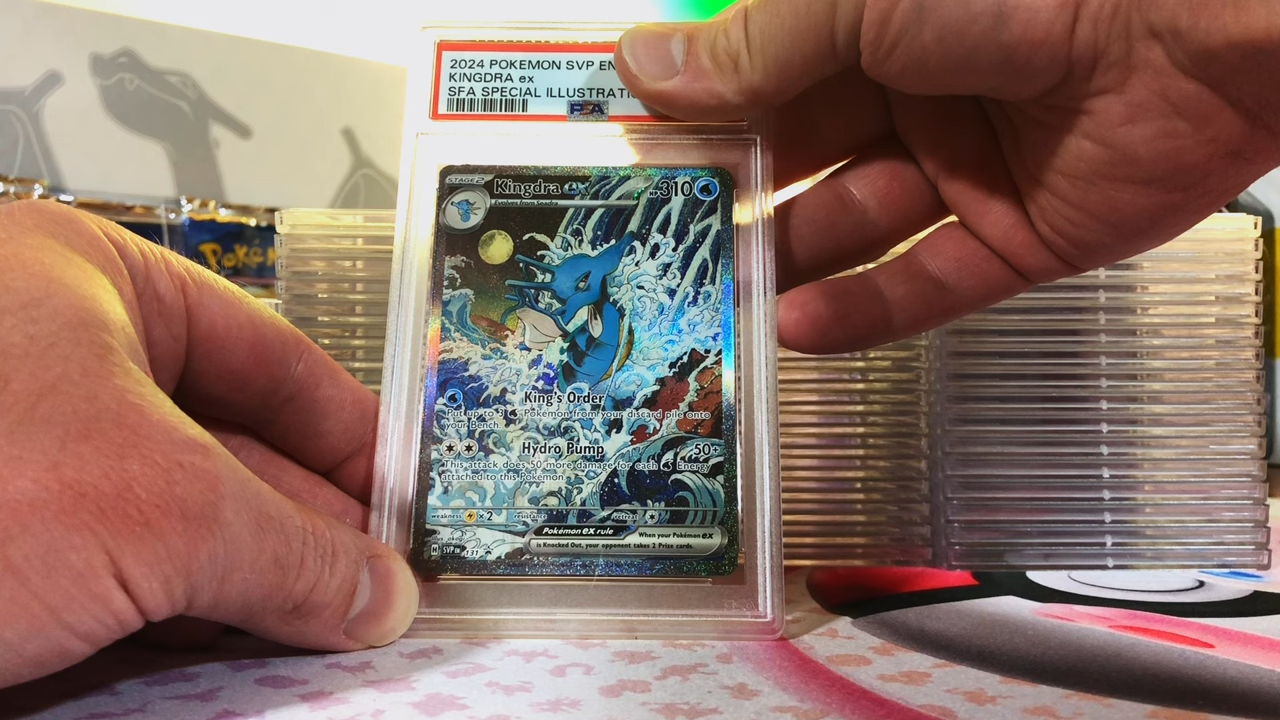 2024 POKEMON SVP EN
KINGDRA ex
SFA SPECIAL ILLUSTRATI
PSA
Poké
STAGE2 Kingdra ex HP 310
Evolves from Seadra
King's Order
Put up to 3 Pokémon from your discard pile onto
your Bench.
Hydro Pump 50+
This attack does 50 more damage for each Energy
attached to this Pokémon.
weakness ×2 resistance retreat
Pokémon ex rule When your Pokémon ex
is Knocked Out, your opponent takes 2 Prize cards.
H SVP EN 131